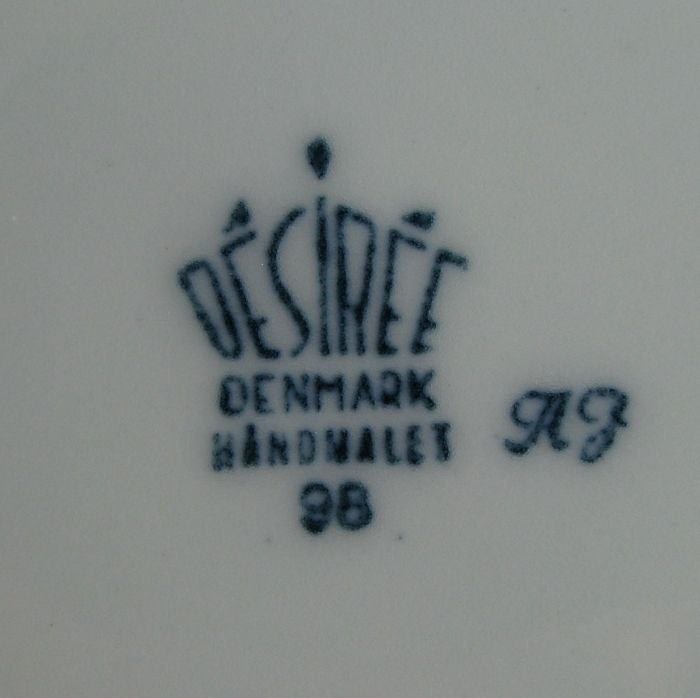 DÉSIRÉE
DENMARK
HÅNDMALET
98
AJ